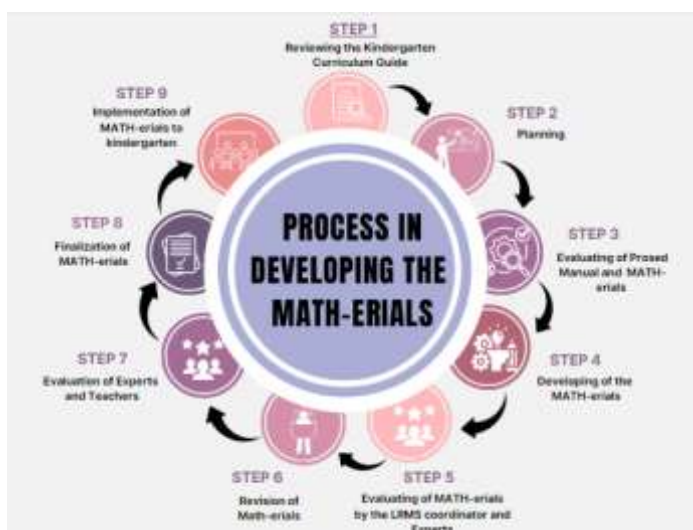 STEP 1
Reviewing the Kindergarten
Curriculum Guide
STEP 2
Planning
STEP 3
Evaluating of Prosed
Manual and MATH-
erials
STEP 4
Developing of the
MATH-erials
STEP 5
Evaluating of MATH-erials
by the LRMS coordinator and
Experts
STEP 6
Revision of
Math-erials
STEP 7
Evaluation of Experts
and Teachers
STEP 8
Finalization of
MATH-erials
STEP 9
Implementation of
MATH-erials to
kindergarten
PROCESS IN
DEVELOPING THE
MATH-ERIALS